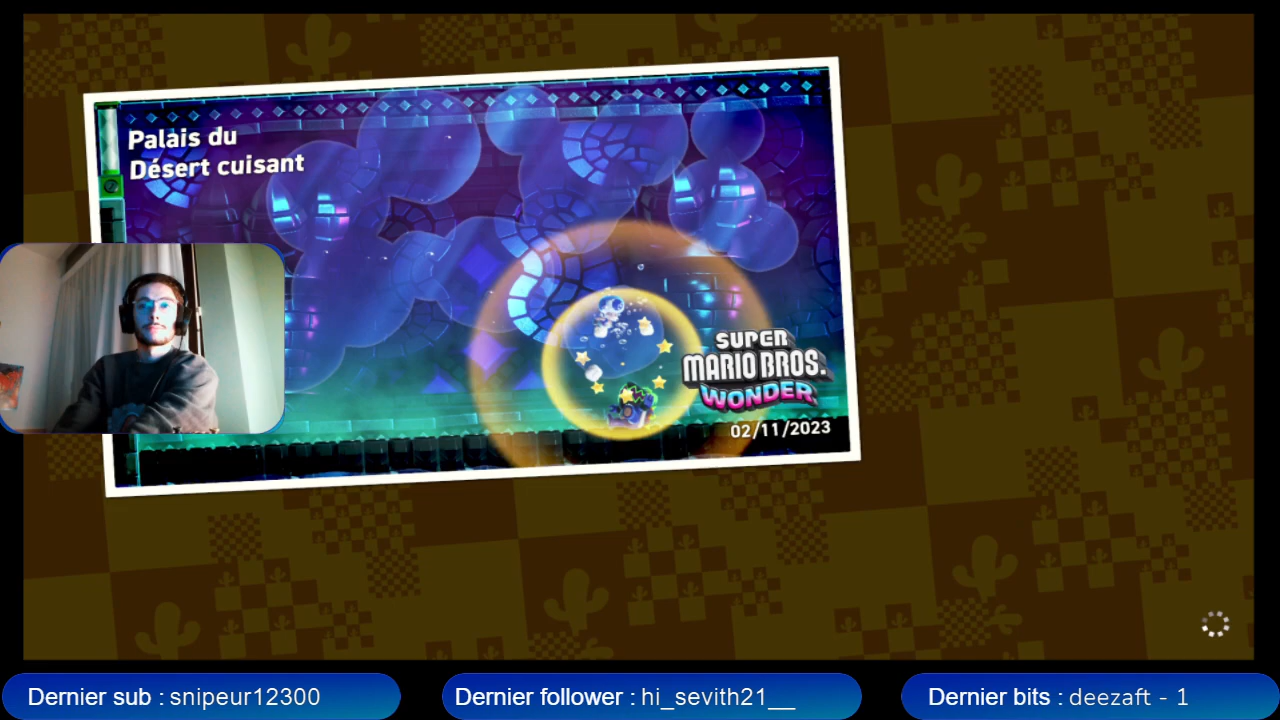 Palais du
Désert cuisant
SUPER
MARIO BROS.
WONDER
02/11/2023
Dernier sub : snipeur12300
Dernier follower : hi_sevith21__
Dernier bits : deezaft - 1